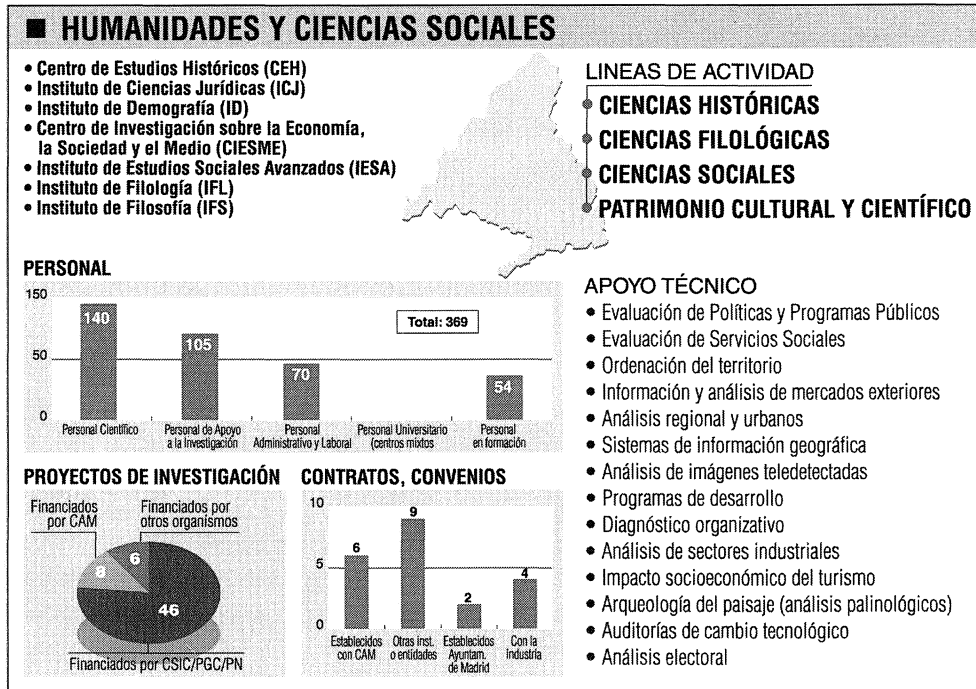 ■ HUMANIDADES Y CIENCIAS SOCIALES
• Centro de Estudios Históricos (CEH)
• Instituto de Ciencias Jurídicas (ICJ)
• Instituto de Demografía (ID)
• Centro de Investigación sobre la Economía,
la Sociedad y el Medio (CIESME)
• Instituto de Estudios Sociales Avanzados (IESA)
• Instituto de Filología (IFL)
• Instituto de Filosofía (IFS)
LINEAS DE ACTIVIDAD
• CIENCIAS HISTÓRICAS
• CIENCIAS FILOLÓGICAS
• CIENCIAS SOCIALES
• PATRIMONIO CULTURAL Y CIENTÍFICO
PERSONAL
150
50
0
140
105
70
54
Total: 369
Personal Científico
Personal de Apoyo
a la Investigación
Personal
Administrativo y Laboral
Personal Universitario
(centros mixtos
Personal
en formación
PROYECTOS DE INVESTIGACIÓN
Financiados
por CAM
Financiados por
otros organismos
8
6
46
Financiados por CSIC/PGC/PN
CONTRATOS, CONVENIOS
10
5
0
6
9
2
4
Establecidos
con CAM
Otras inst.
o entidades
Establecidos
Ayuntam.
de Madrid
Con la
Industria
APOYO TÉCNICO
• Evaluación de Políticas y Programas Públicos
• Evaluación de Servicios Sociales
• Ordenación del territorio
• Información y análisis de mercados exteriores
• Análisis regional y urbanos
• Sistemas de información geográfica
• Análisis de imágenes teledetectadas
• Programas de desarrollo
• Diagnóstico organizativo
• Análisis de sectores industriales
• Impacto socioeconómico del turismo
• Arqueología del paisaje (análisis palinológicos)
• Auditorías de cambio tecnológico
• Análisis electoral